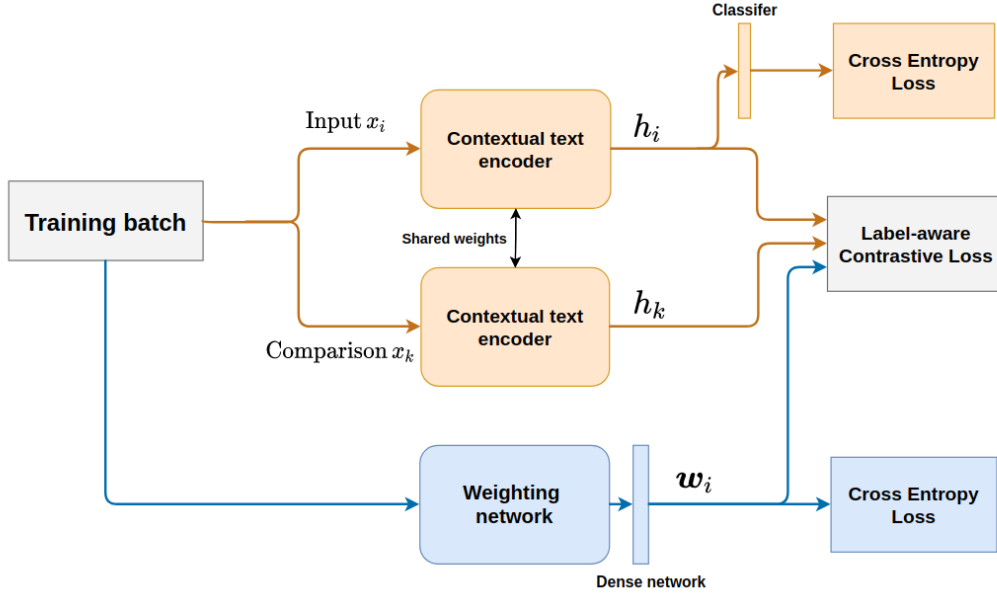 Classifer
Cross Entropy
Loss
Input x_i
Contextual text
encoder
h_i
Training batch
Shared weights
Label-aware
Contrastive Loss
Contextual text
encoder
h_k
Comparison x_k
Weighting
network
w_i
Cross Entropy
Loss
Dense network